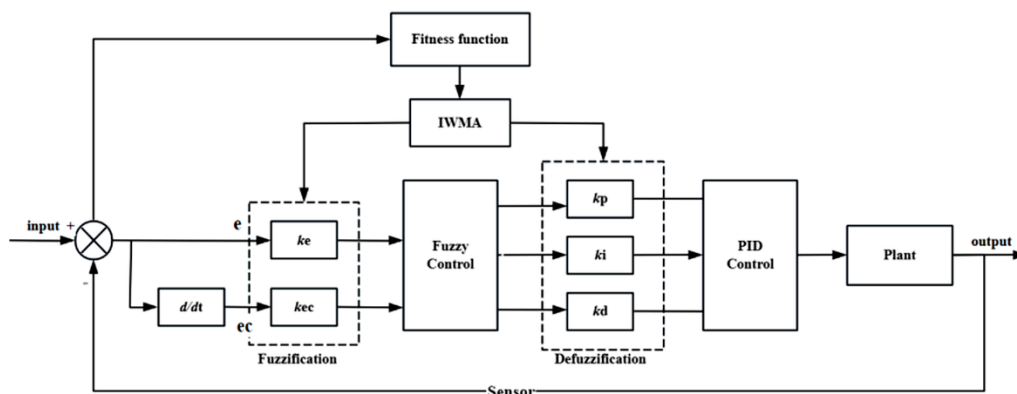 Fitness function
IWMA
input +
-
e
ec
d/dt
ke
kec
Fuzzification
Fuzzy
Control
kp
ki
kd
Defuzzification
PID
Control
Plant
output
Sensor